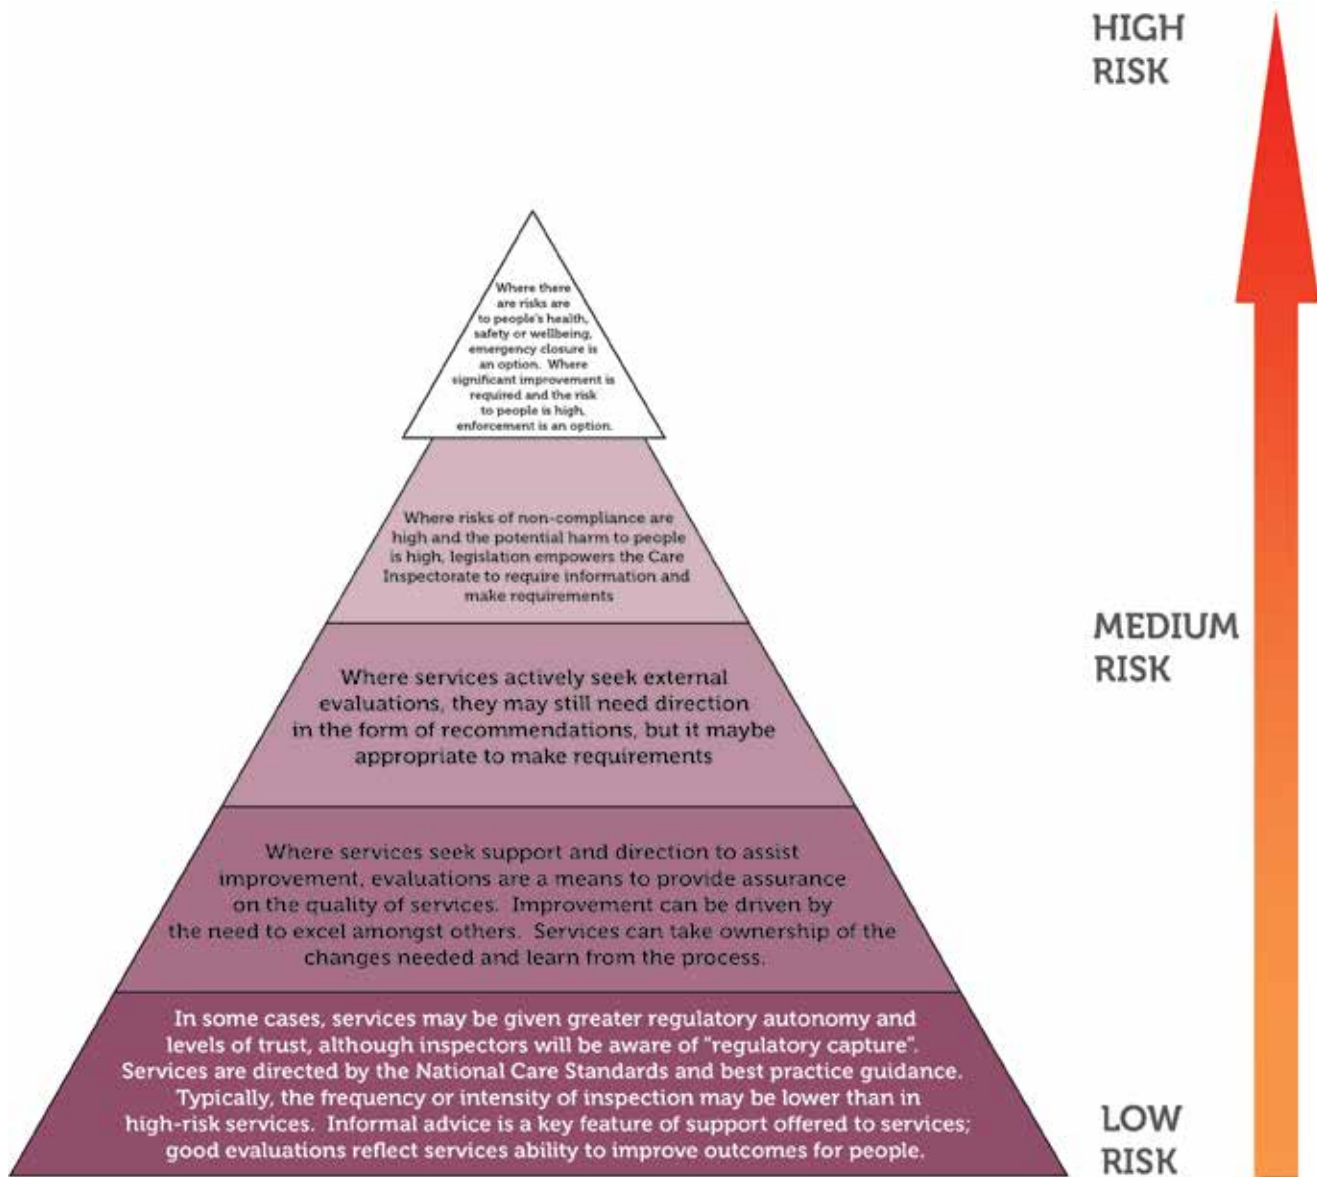 HIGH
RISK
Where there
are risks are
to people's health,
safety or wellbeing,
emergency closure is
an option. Where
significant improvement is
required and the risk
to people is high,
enforcement is an option.
Where risks of non-compliance are
high and the potential harm to people
is high, legislation empowers the Care
Inspectorate to require information and
make requirements
MEDIUM
RISK
Where services actively seek external
evaluations, they may still need direction
in the form of recommendations, but it maybe
appropriate to make requirements
Where services seek support and direction to assist
improvement, evaluations are a means to provide assurance
on the quality of services. Improvement can be driven by
the need to excel amongst others. Services can take ownership of the
changes needed and learn from the process.
In some cases, services may be given greater regulatory autonomy and
levels of trust, although inspectors will be aware of "regulatory capture".
Services are directed by the National Care Standards and best practice guidance.
Typically, the frequency or intensity of inspection may be lower than in
high-risk services. Informal advice is a key feature of support offered to services;
good evaluations reflect services ability to improve outcomes for people.
LOW
RISK